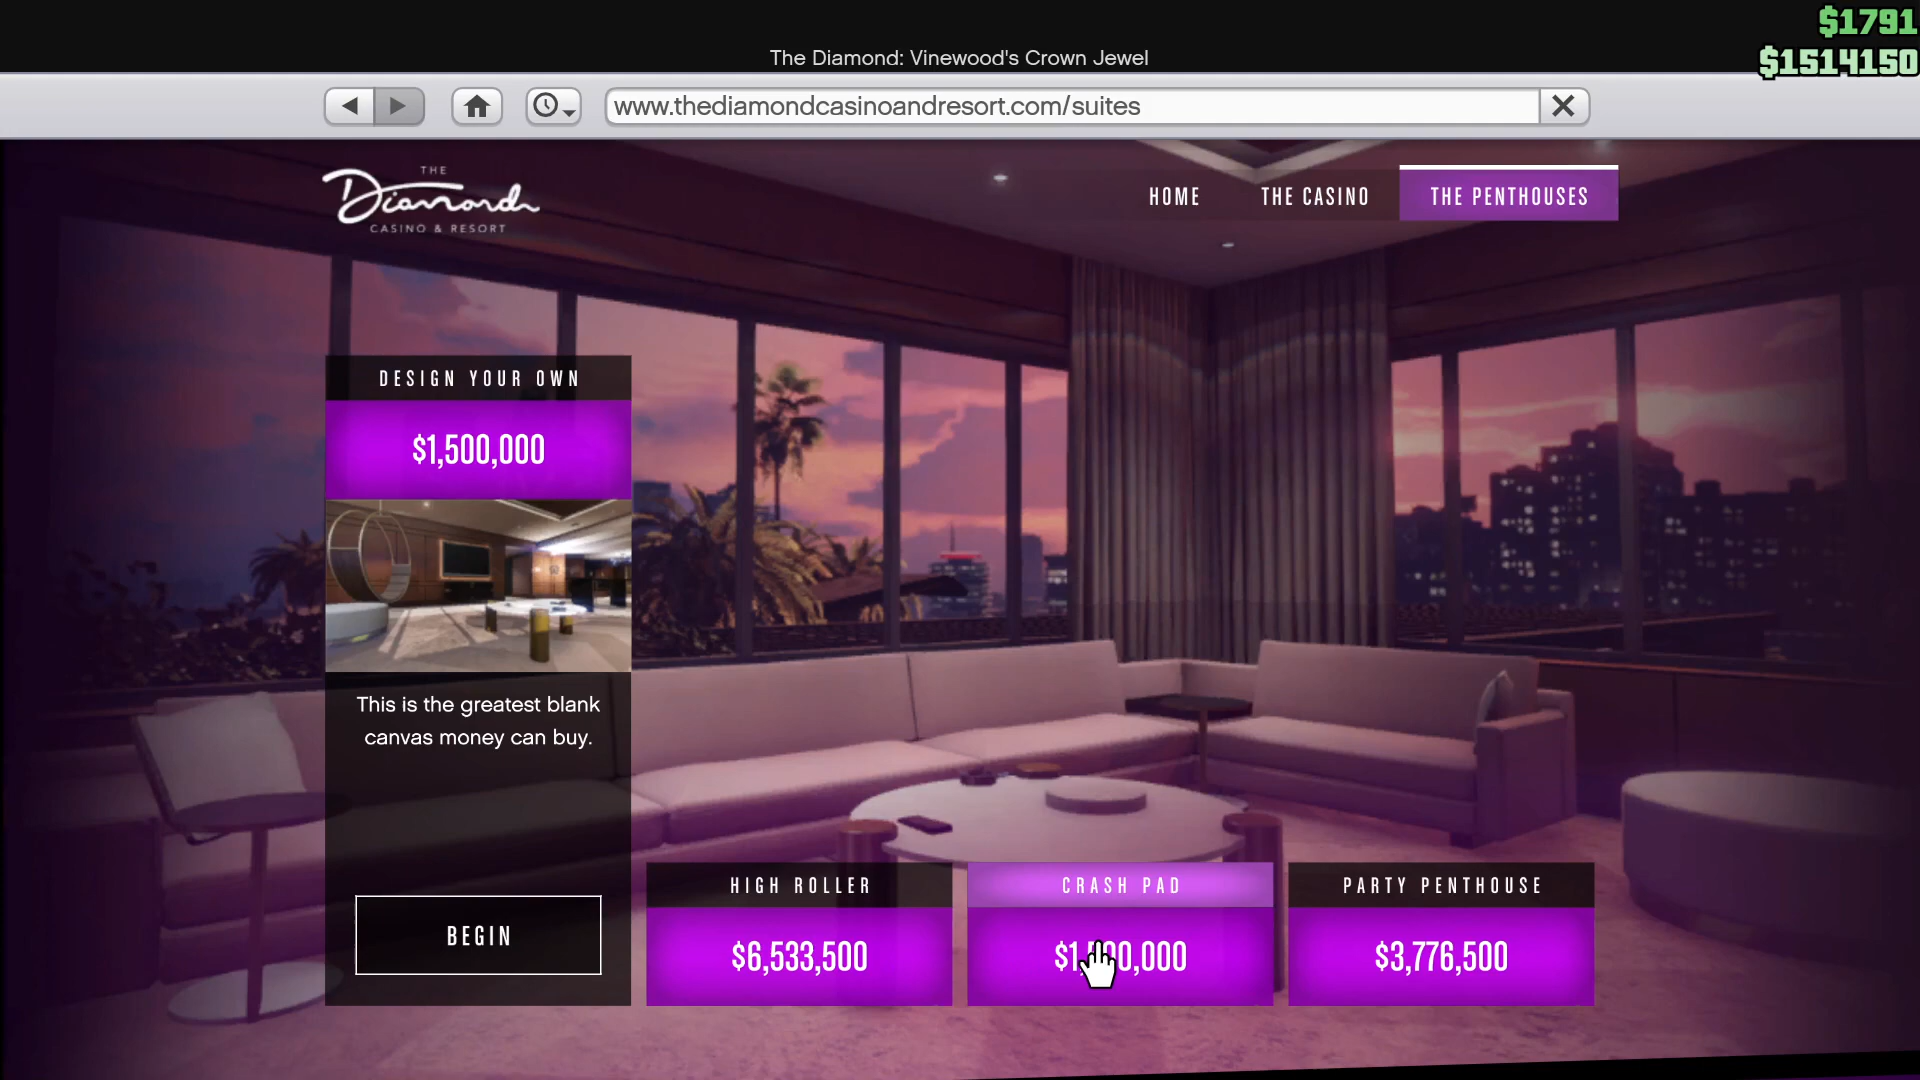 $1791
The Diamond: Vinewood's Crown Jewel
$1514150
www.thediamondcasinoandresort.com/suites
THE
Diamond
CASINO & RESORT
HOME
THE CASINO
THE PENTHOUSES
DESIGN YOUR OWN
$1,500,000
This is the greatest blank
canvas money can buy.
BEGIN
HIGH ROLLER
$6,533,500
CRASH PAD
PARTY PENTHOUSE
$3,776,500